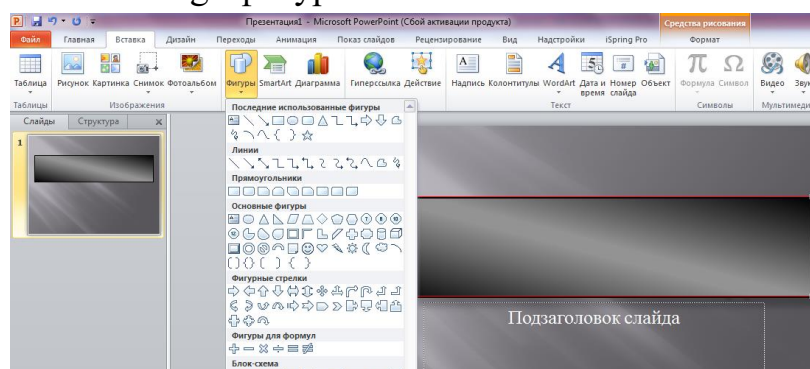 Презентация1 - Microsoft PowerPoint (Сбой активации продукта)
Средства рисования
Файл Главная Вставка Дизайн Переходы Анимация Показ слайдов Рецензирование Вид Надстройки iSpring Pro Формат
Таблица Рисунок Картинка Снимок Фотоальбом Фигуры SmartArt Диаграмма Гиперссылка Действие Надпись Колонтитулы WordArt Дата и время Номер слайда Объект Формула Символ Видео Звук
Таблицы Изображения Текст Символы Мультимеди
Слайды Структура
1
Последние использованные фигуры
Линии
Прямоугольники
Основные фигуры
Фигурные стрелки
Фигуры для формул
Блок-схема
Подзаголовок слайда